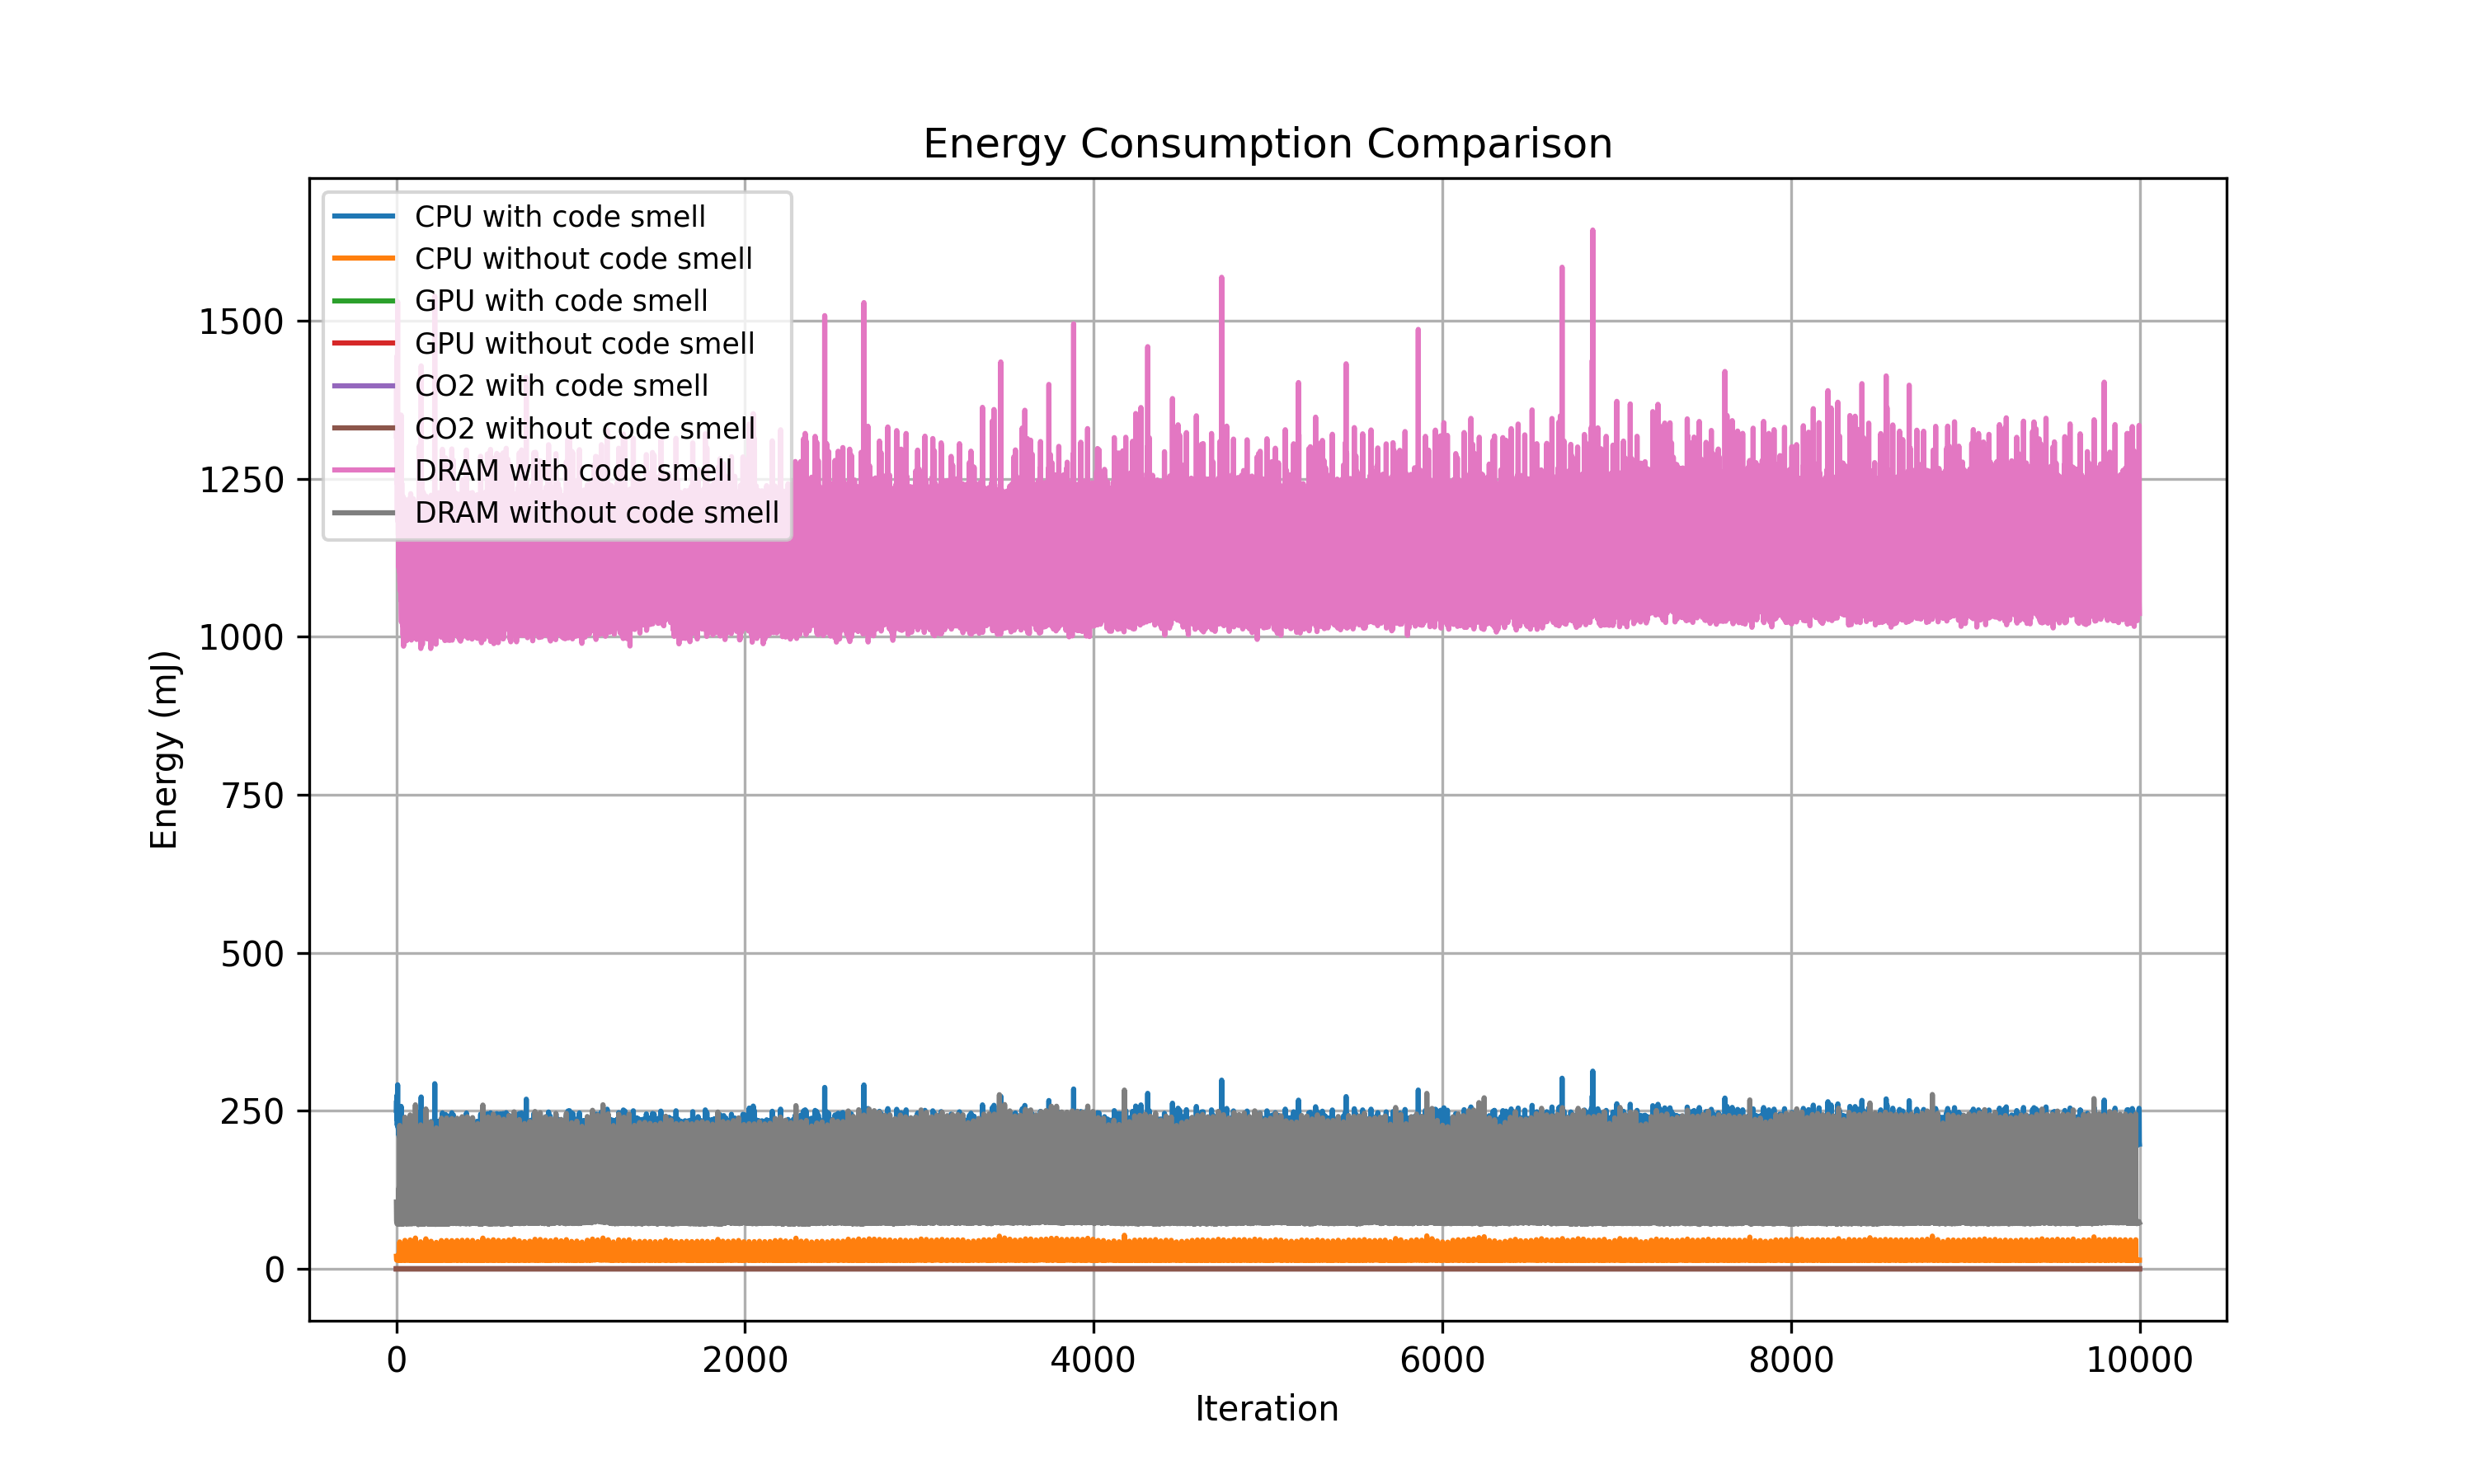 Energy Consumption Comparison
CPU with code smell
CPU without code smell
GPU with code smell
GPU without code smell
CO2 with code smell
CO2 without code smell
DRAM with code smell
DRAM without code smell
1500
1250
1000
750
500
250
0
Energy (mJ)
0 2000 4000 6000 8000 10000
Iteration